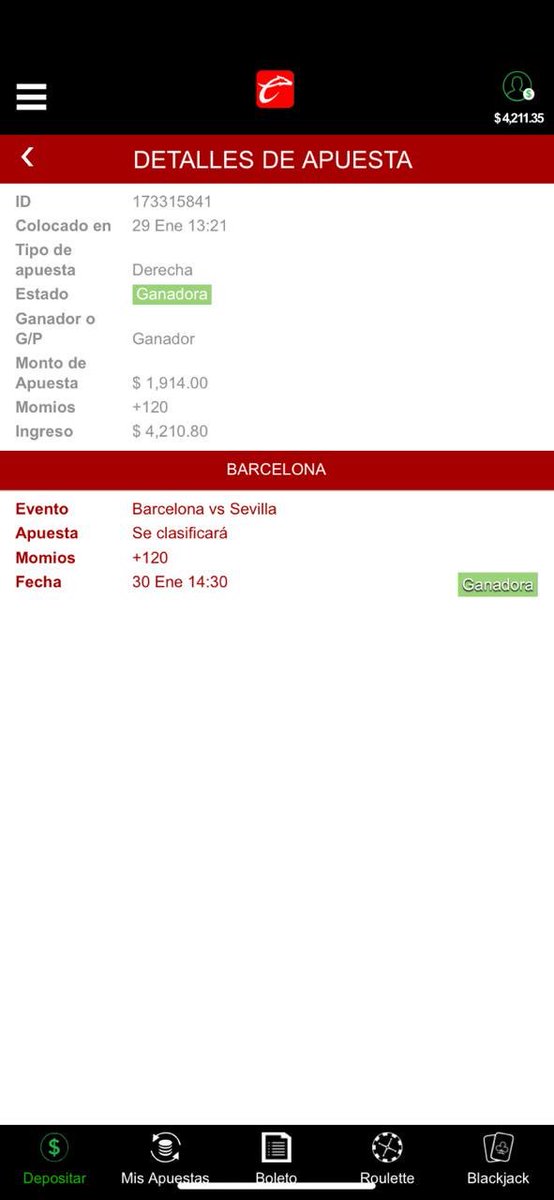 $ 4,211.35
DETALLES DE APUESTA
ID 173315841
Colocado en 29 Ene 13:21
Tipo de
apuesta Derecha
Estado Ganadora
Ganador o
G/P Ganador
Monto de
Apuesta $ 1,914.00
Momios +120
Ingreso $ 4,210.80
BARCELONA
Evento Barcelona vs Sevilla
Apuesta Se clasificará
Momios +120
Fecha 30 Ene 14:30 Ganadora
Depositar Mis Apuestas Boleto Roulette Blackjack